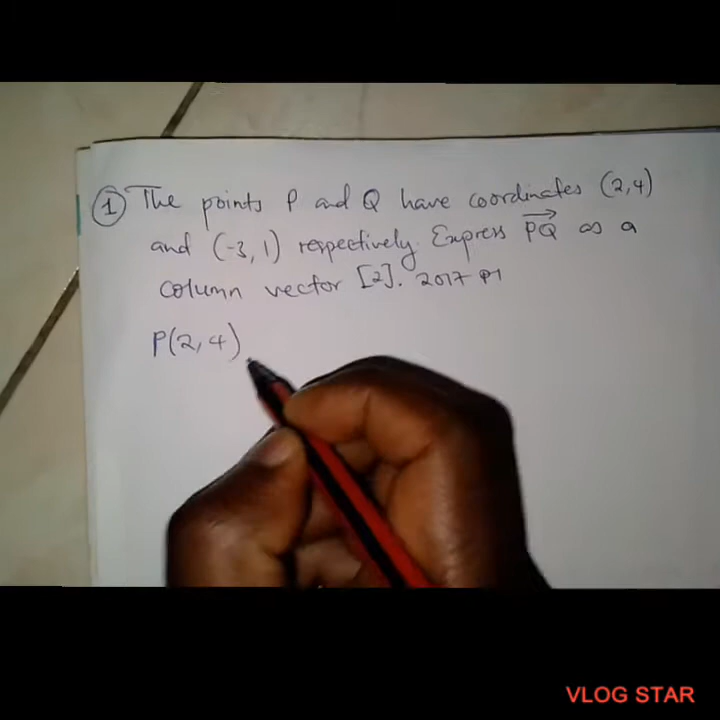 ① The points P and Q have coordinates (2,4)
and (-3, 1) respectively. Express PQ as a
column vector [2]. 2017 P1
P(2, 4)
VLOG STAR